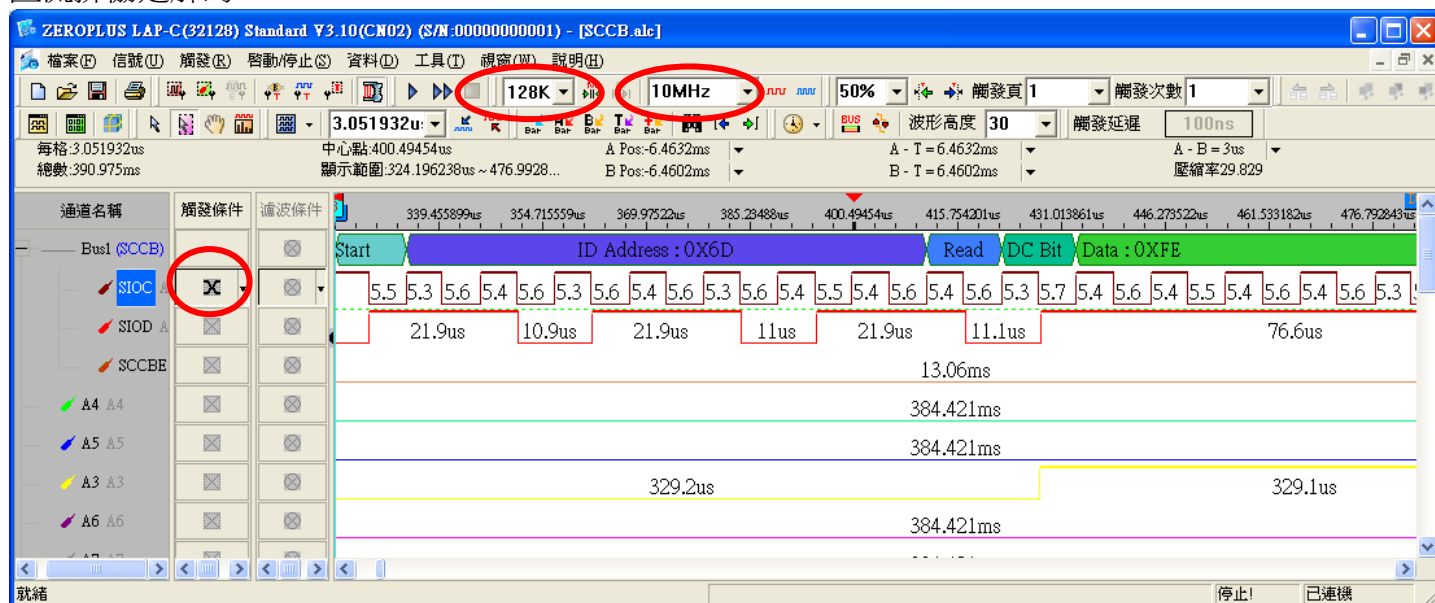 ZEROPLUS LAP-C(32128) Standard V3.10(CN02) (S/N:00000000001) - [SCCB.alc]
檔案(F) 信號(U) 觸發(R) 啓動/停止(S) 資料(D) 工具(T) 視窗(W) 說明(H)
128K 10MHz 50% 觸發頁 1 觸發次數 1
3.051932u: Bar Bar Bar Bar BUS 波形高度 30 觸發延遲 100ns
每格:3.051932us 中心點:400.49454us A Pos:-6.4632ms A - T = 6.4632ms A - B = 3us
總數:390.975ms 顯示範圍:324.196238us ~ 476.9928... B Pos:-6.4602ms B - T = 6.4602ms 壓縮率29.829
通道名稱 觸發條件 濾波條件 339.455899us 354.715559us 369.97522us 385.23488us 400.49454us 415.754201us 431.013861us 446.273522us 461.533182us 476.792843us
Bus1 (SCCB) Start ID Address : 0X6D Read DC Bit Data : 0XFE
SIOC A 5.5 5.3 5.6 5.4 5.6 5.3 5.6 5.4 5.6 5.3 5.6 5.4 5.5 5.4 5.6 5.4 5.6 5.3 5.7 5.4 5.6 5.4 5.5 5.4 5.6 5.4 5.6 5.3
SIOD A 21.9us 10.9us 21.9us 11us 21.9us 11.1us 76.6us
SCCBE 13.06ms
A4 A4 384.421ms
A5 A5 384.421ms
A3 A3 329.2us 329.1us
A6 A6 384.421ms
就緒 停止! 已連機